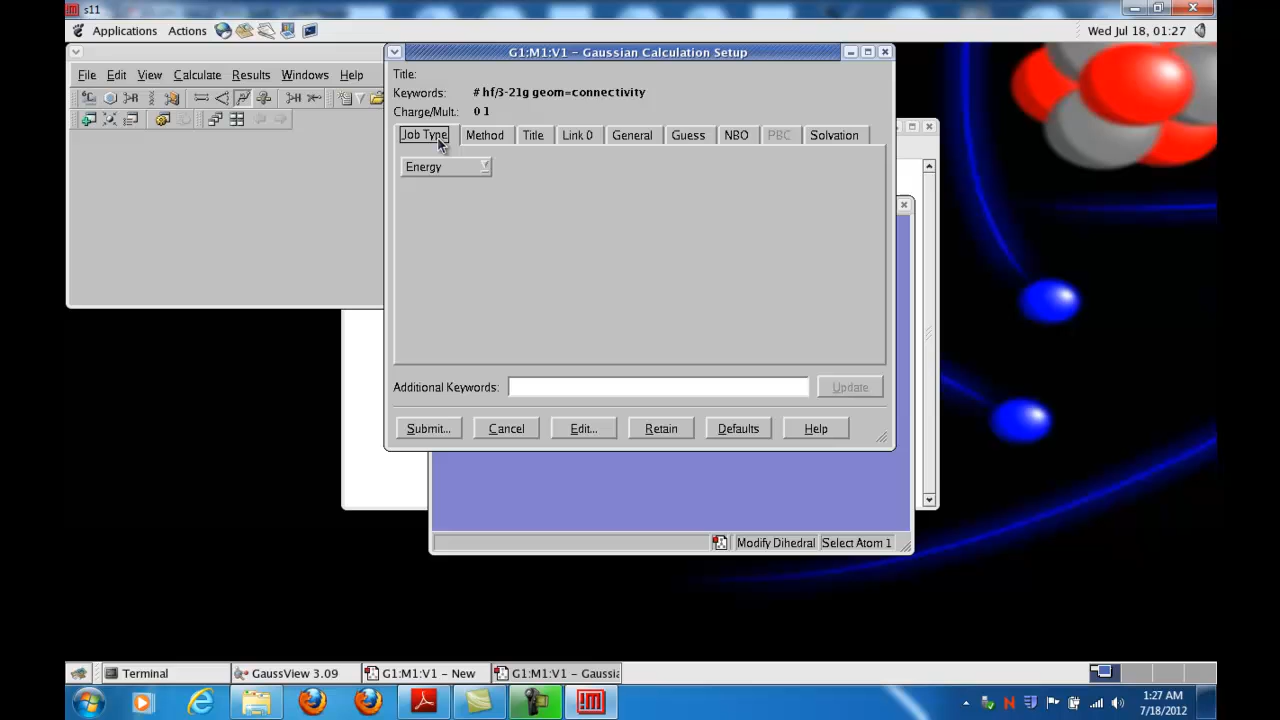 s11
Applications Actions Wed Jul 18, 01:27
G1:M1:V1 - Gaussian Calculation Setup
File Edit View Calculate Results Windows Help
Title:
Keywords: # hf/3-21g geom=connectivity
Charge/Mult.: 0 1
Job Type Method Title Link 0 General Guess NBO PBC Solvation
Energy
Additional Keywords: Update
Submit... Cancel Edit... Retain Defaults Help
Modify Dihedral Select Atom 1
Terminal GaussView 3.09 G1:M1:V1 - New G1:M1:V1 - Gaussia
1:27 AM
7/18/2012